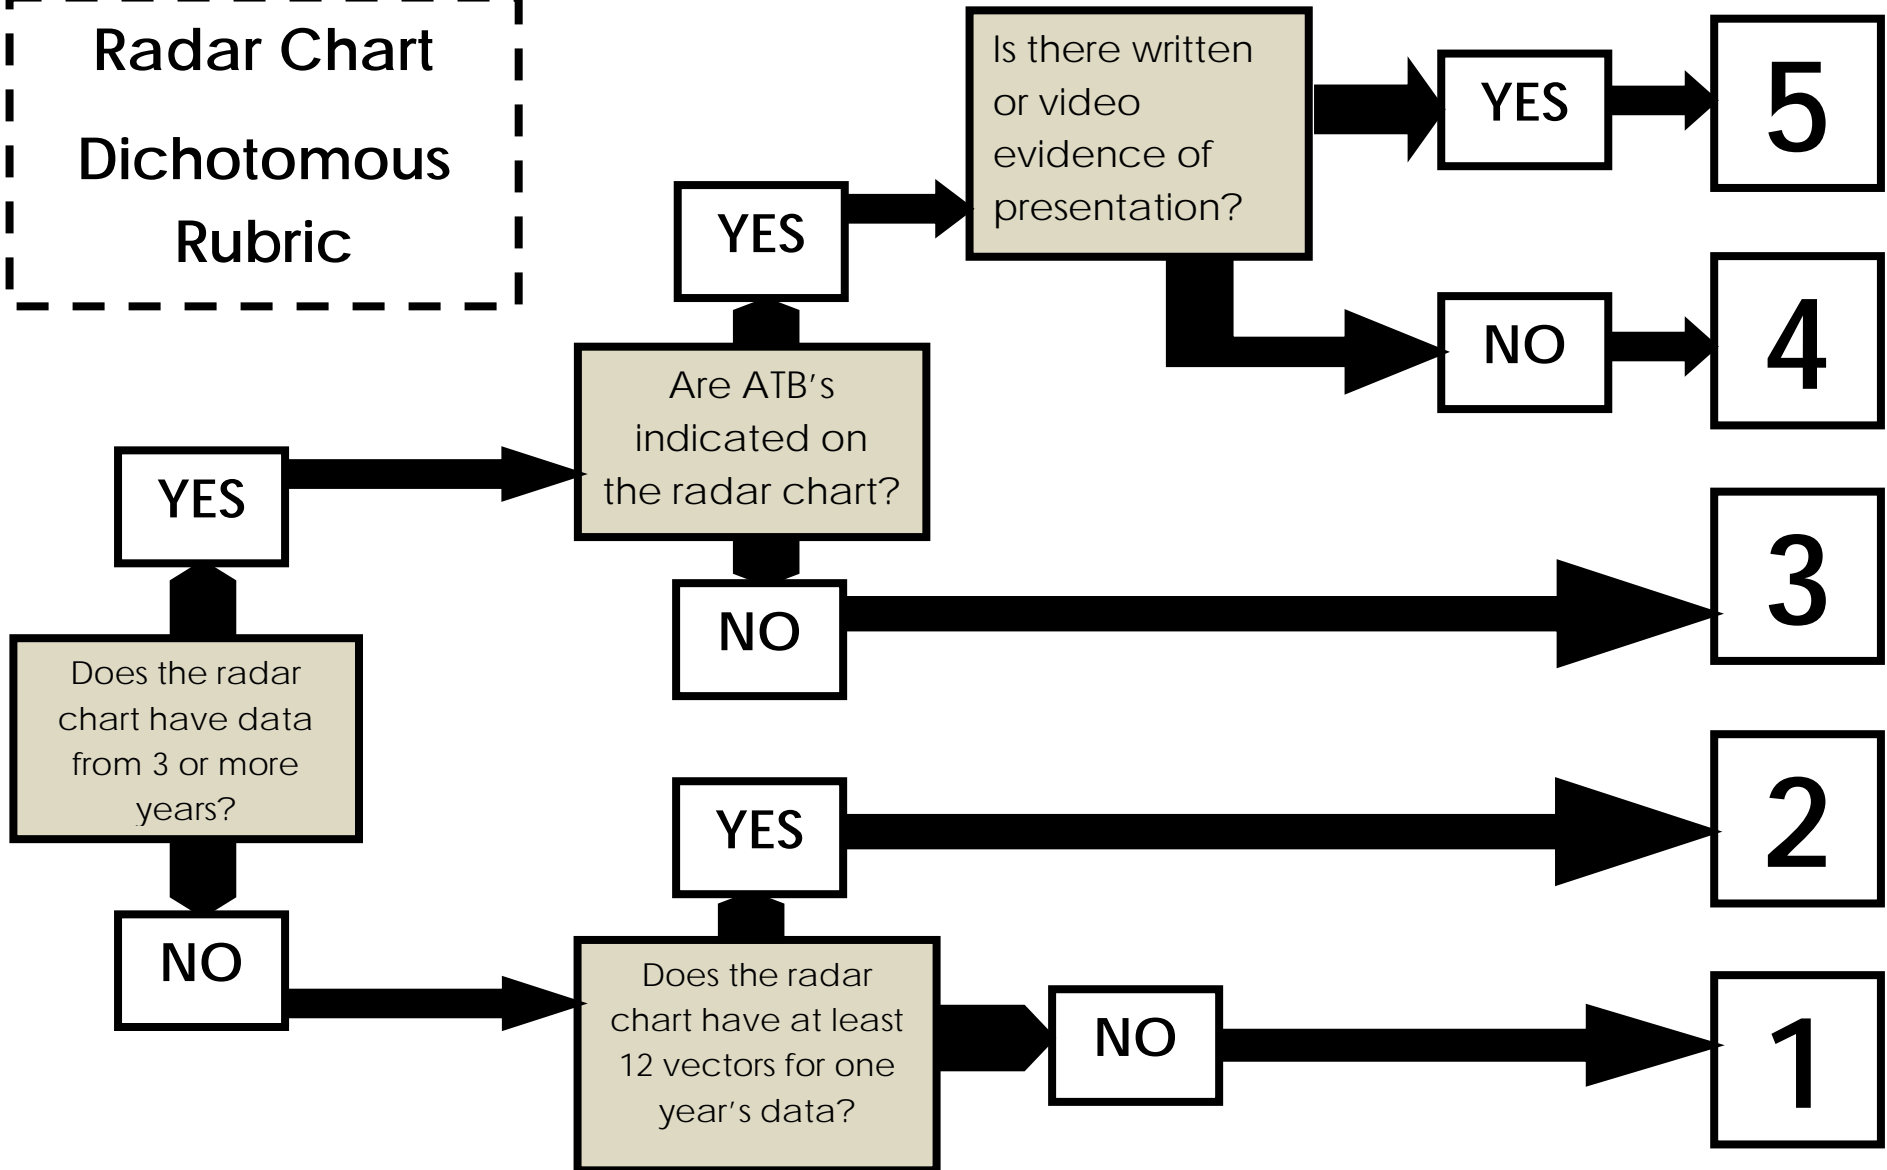 Radar Chart
Dichotomous
Rubric
Is there written
or video
evidence of
presentation?
YES
5
NO
4
YES
Are ATB's
indicated on
the radar chart?
NO
3
YES
Does the radar
chart have data
from 3 or more
years?
NO
YES
2
Does the radar
chart have at least
12 vectors for one
year's data?
NO
1